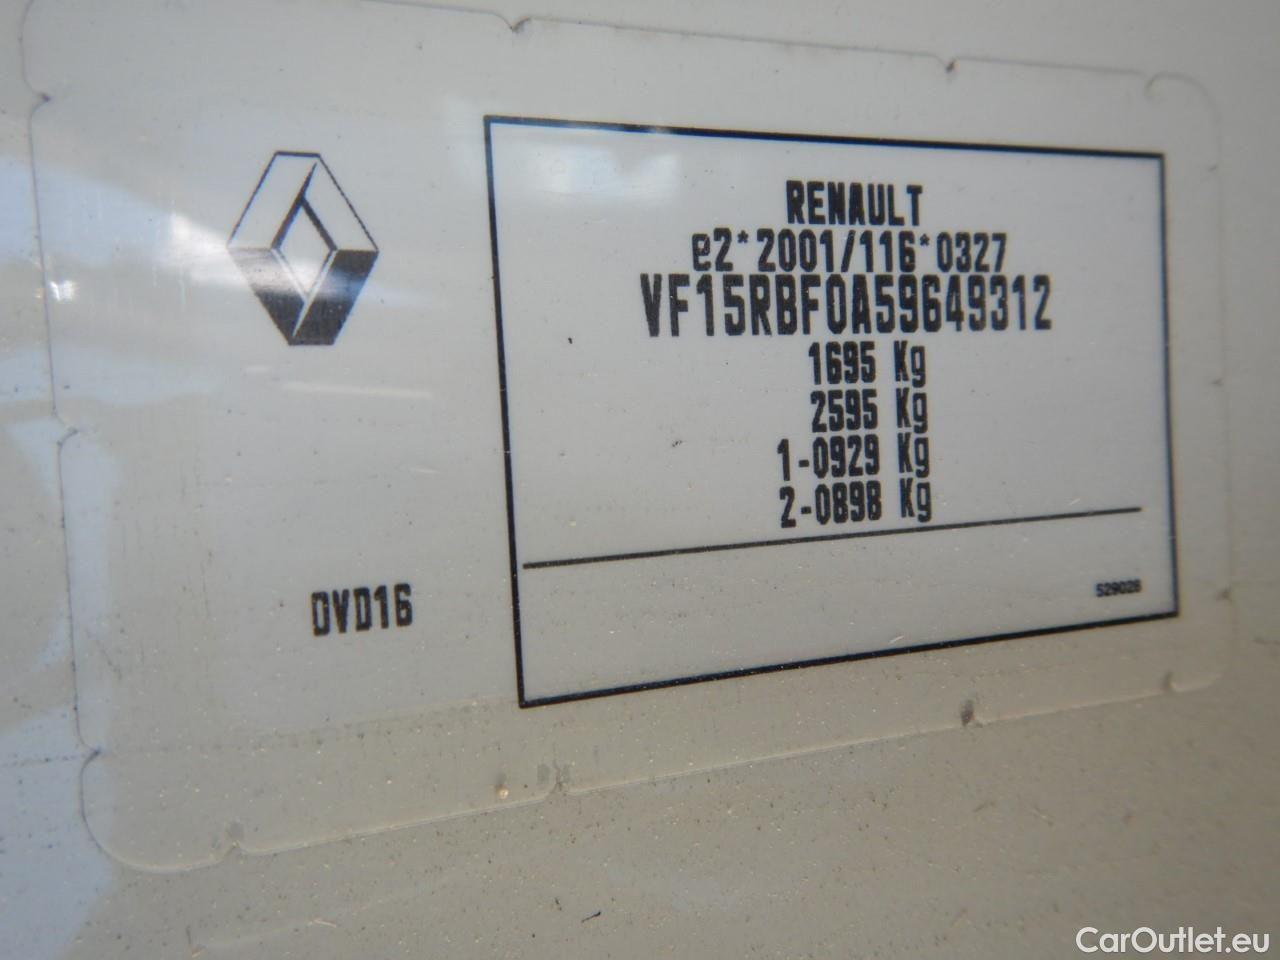 RENAULT
e2*2001/116*0327
VF15RBF0A59649312
1695 Kg
2595 Kg
1-0929 Kg
2-0898 Kg
DVD16
529028
CarOutlet.eu